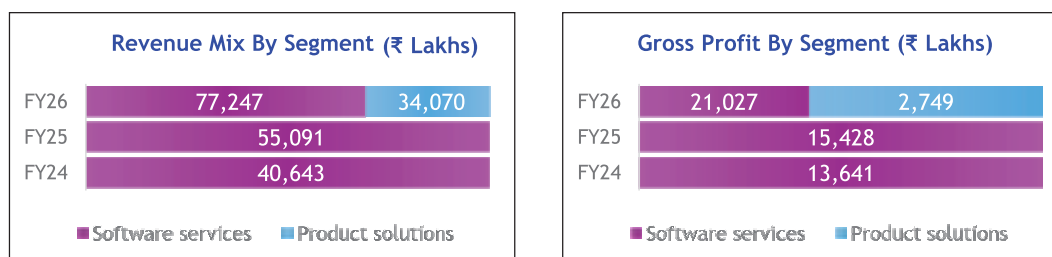 Revenue Mix By Segment (₹ Lakhs)
FY26 77,247 34,070
FY25 55,091
FY24 40,643
Software services Product solutions
Gross Profit By Segment (₹ Lakhs)
FY26 21,027 2,749
FY25 15,428
FY24 13,641
Software services Product solutions